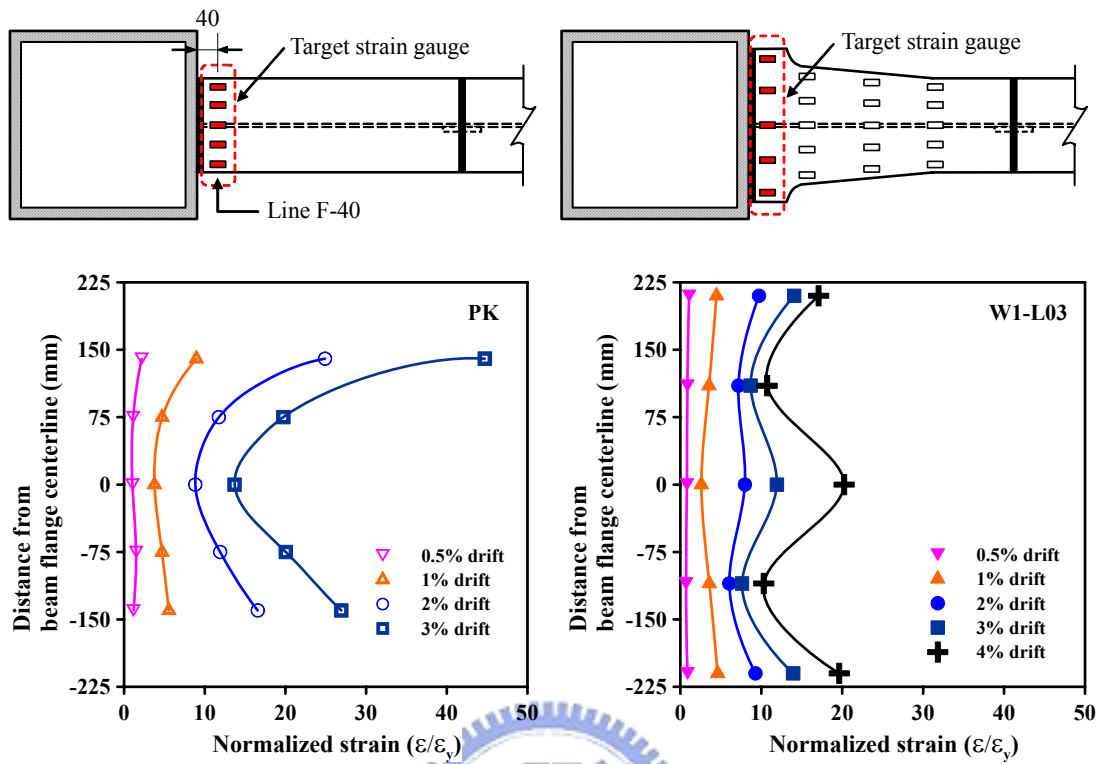 40
Target strain gauge
Line F-40
Target strain gauge
Distance from
beam flange centerline (mm)
225
150
75
0
-75
-150
-225
PK
0.5% drift
1% drift
2% drift
3% drift
0 10 20 30 40 50
Normalized strain (ε/εy)
Distance from
beam flange centerline (mm)
225
150
75
0
-75
-150
-225
W1-L03
0.5% drift
1% drift
2% drift
3% drift
4% drift
0 10 20 30 40 50
Normalized strain (ε/εy)